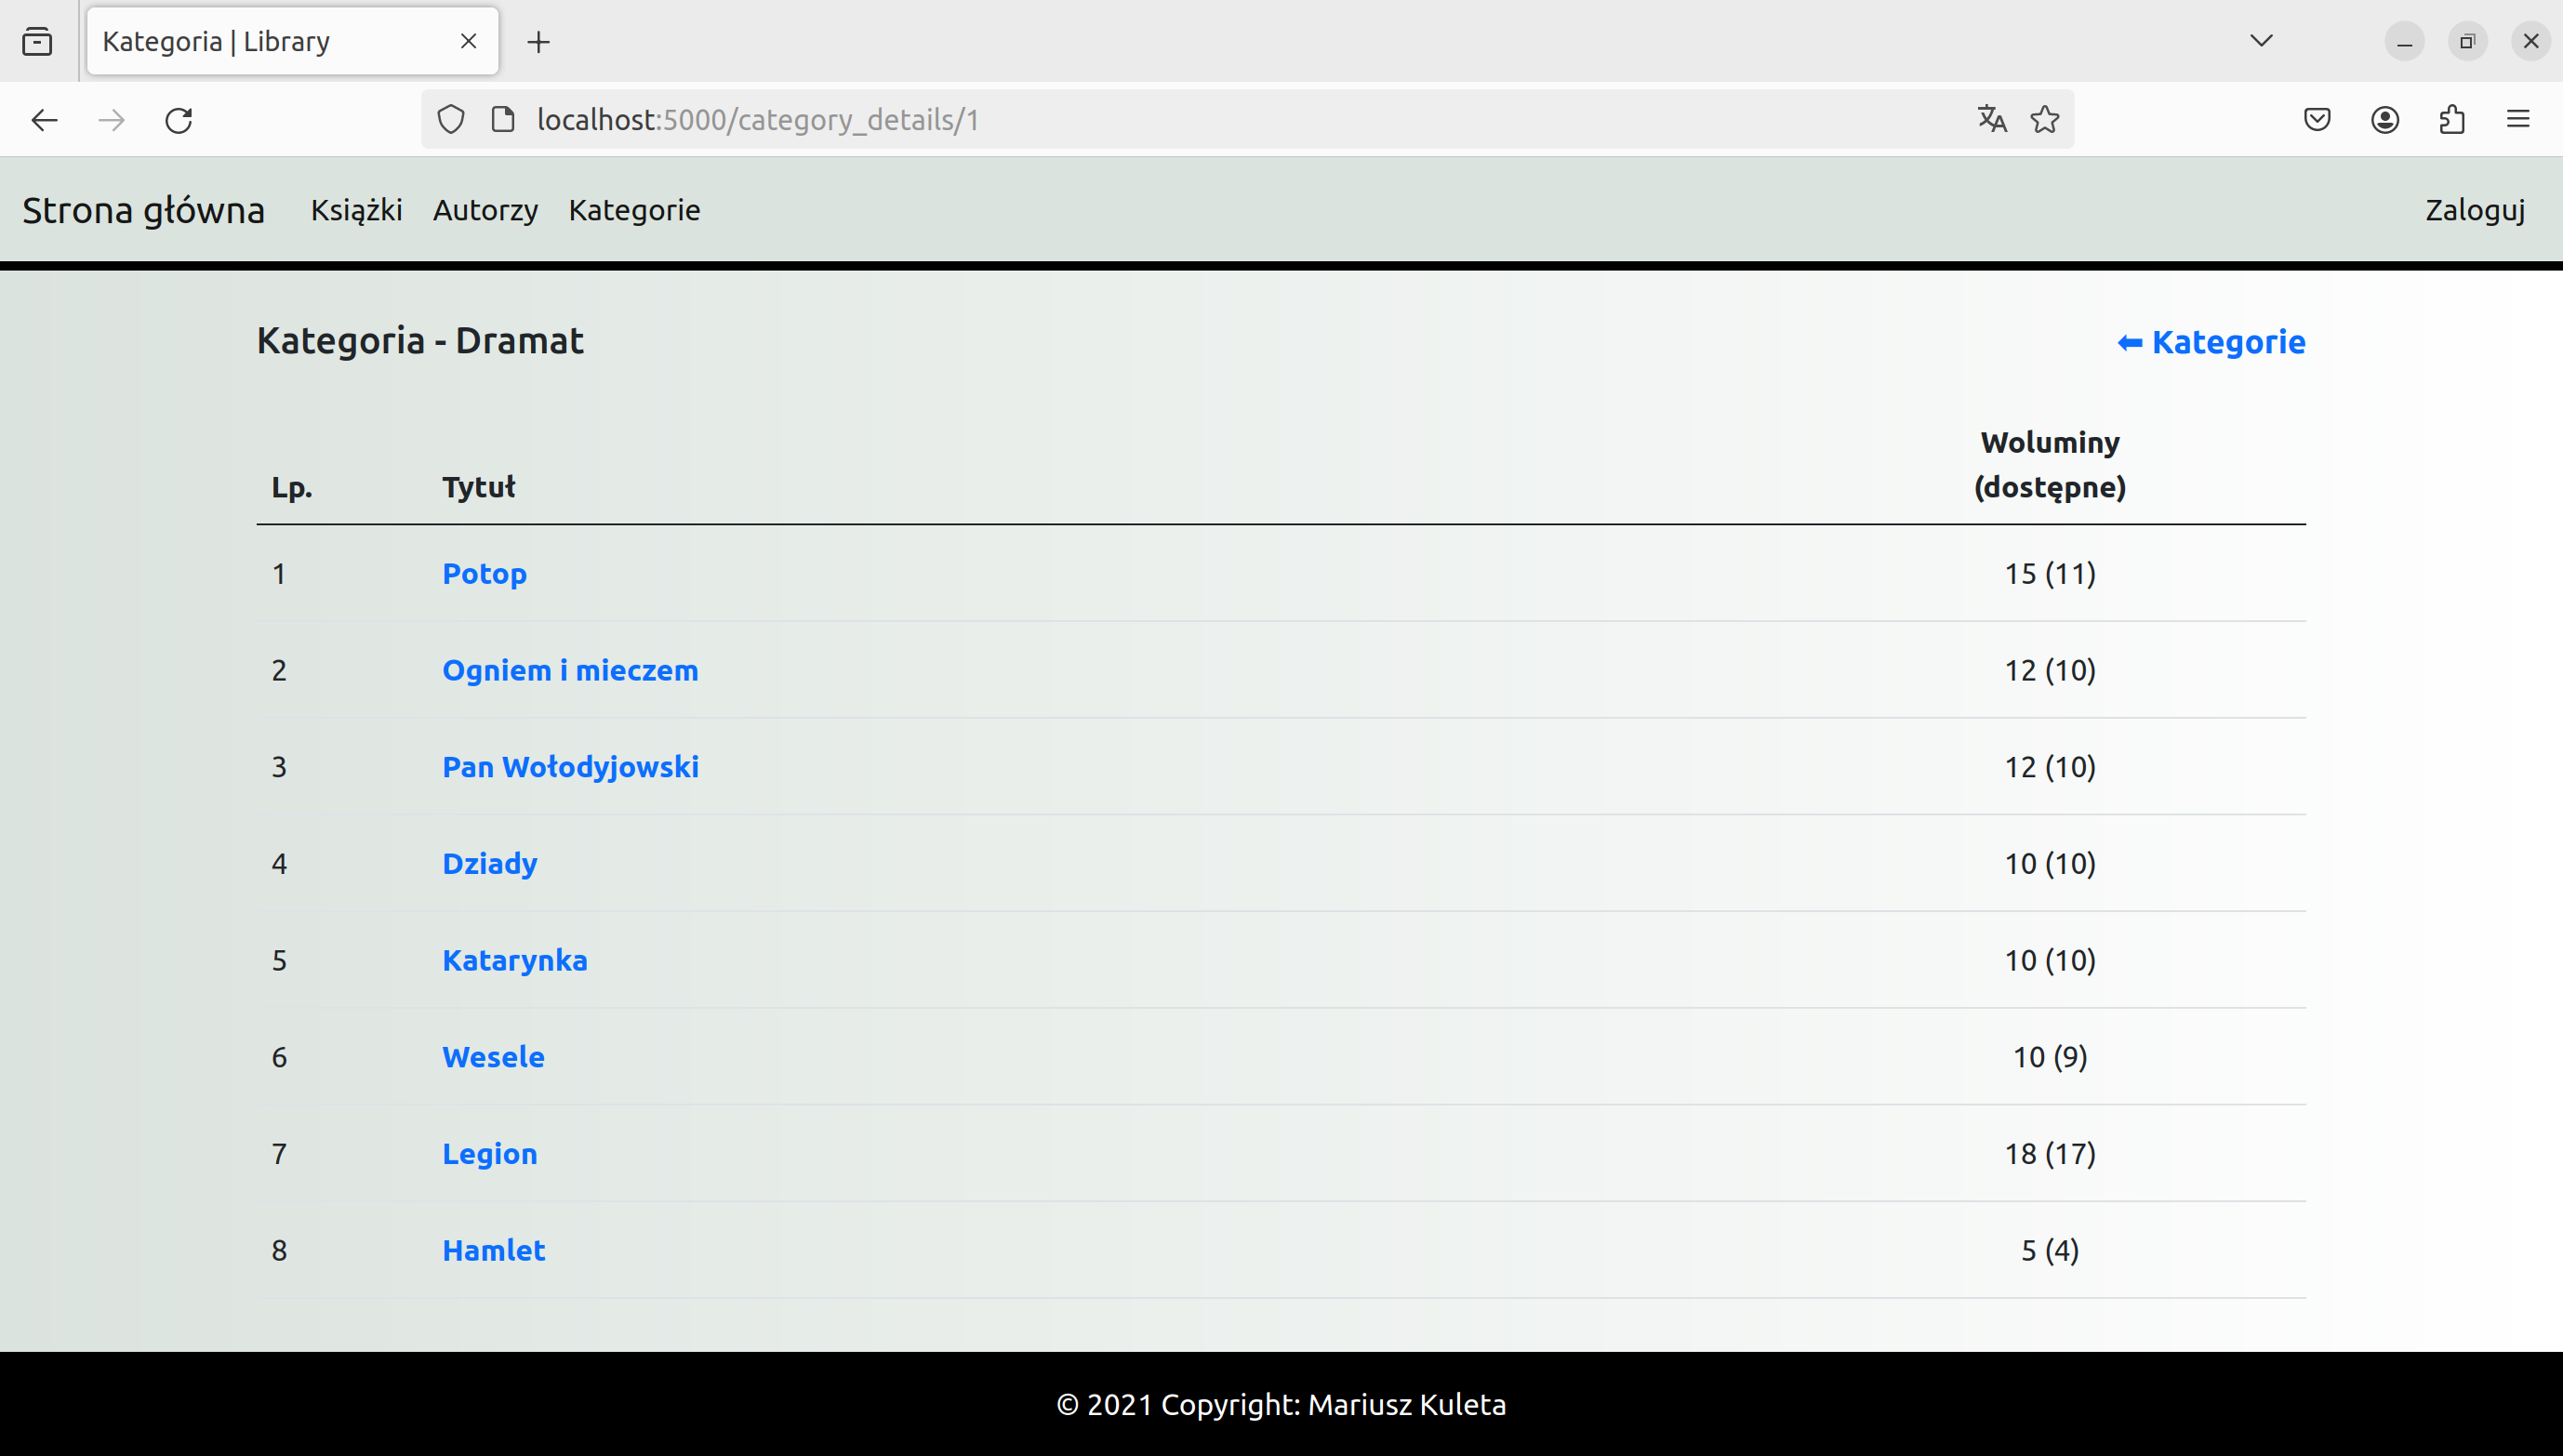 Kategoria | Library
localhost:5000/category_details/1
Strona główna Książki Autorzy Kategorie Zaloguj
Kategoria - Dramat
⬅ Kategorie
Lp. Tytuł Woluminy (dostępne)
1 Potop 15 (11)
2 Ogniem i mieczem 12 (10)
3 Pan Wołodyjowski 12 (10)
4 Dziady 10 (10)
5 Katarynka 10 (10)
6 Wesele 10 (9)
7 Legion 18 (17)
8 Hamlet 5 (4)
© 2021 Copyright: Mariusz Kuleta